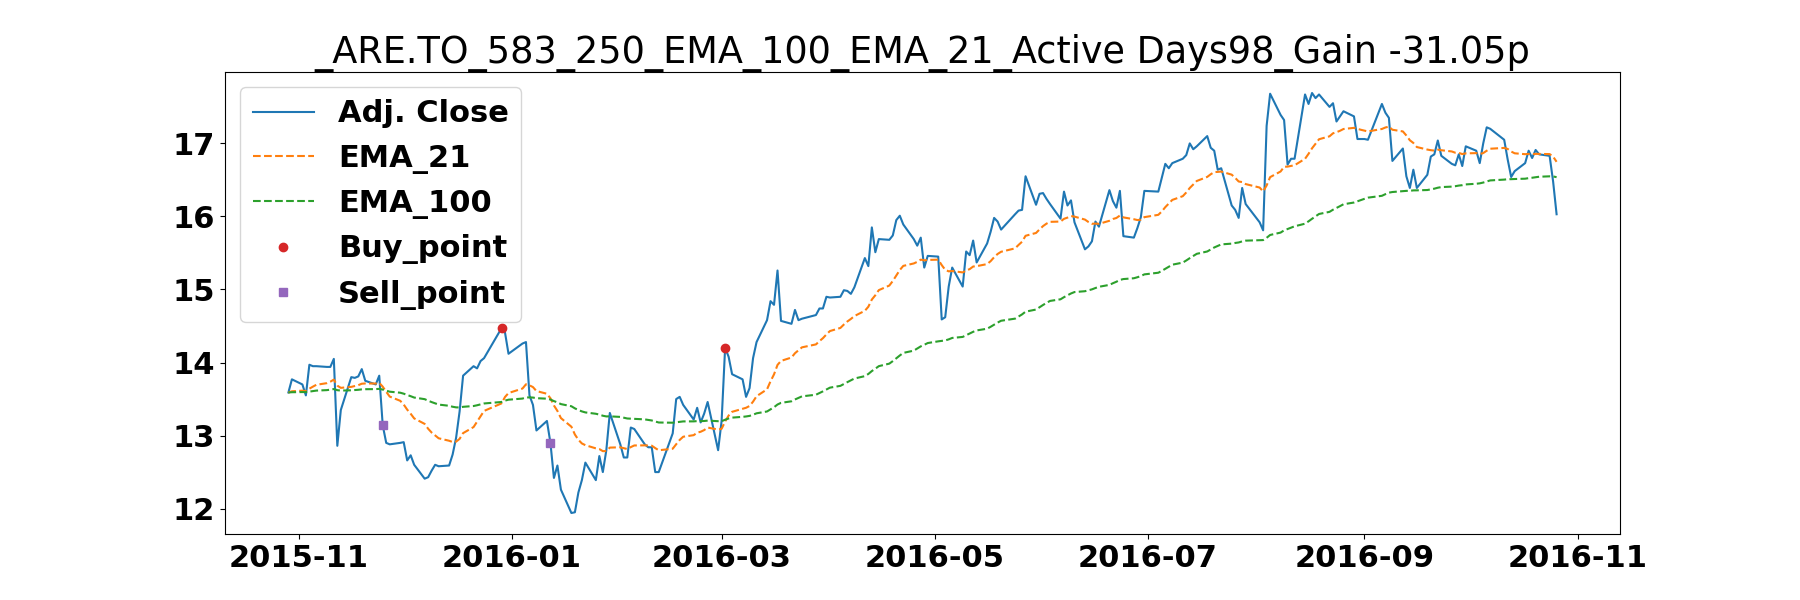 _ARE.TO_583_250_EMA_100_EMA_21_Active Days98_Gain -31.05p
Adj. Close
EMA_21
EMA_100
Buy_point
Sell_point
17
16
15
14
13
12
2015-11 2016-01 2016-03 2016-05 2016-07 2016-09 2016-11